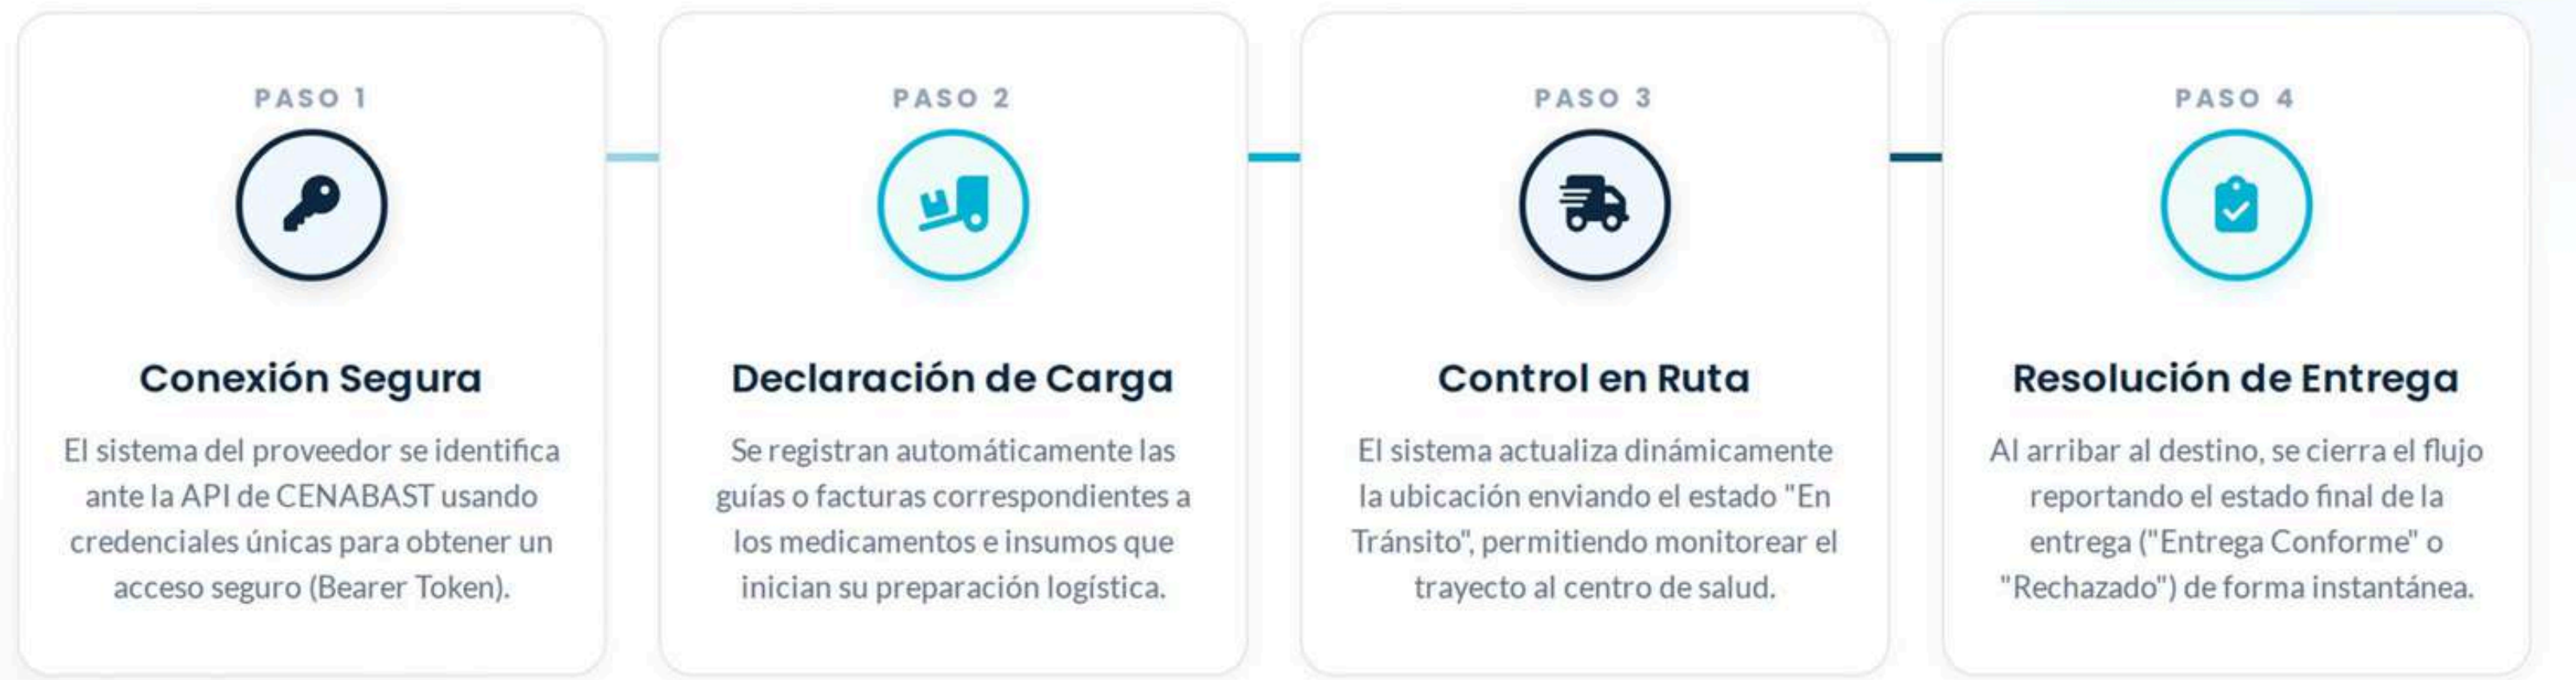 PASO 1
Conexión Segura
El sistema del proveedor se identifica
ante la API de CENABAST usando
credenciales únicas para obtener un
acceso seguro (Bearer Token).
PASO 2
Declaración de Carga
Se registran automáticamente las
guías o facturas correspondientes a
los medicamentos e insumos que
inician su preparación logística.
PASO 3
Control en Ruta
El sistema actualiza dinámicamente
la ubicación enviando el estado "En
Tránsito", permitiendo monitorear el
trayecto al centro de salud.
PASO 4
Resolución de Entrega
Al arribar al destino, se cierra el flujo
reportando el estado final de la
entrega ("Entrega Conforme" o
"Rechazado") de forma instantánea.